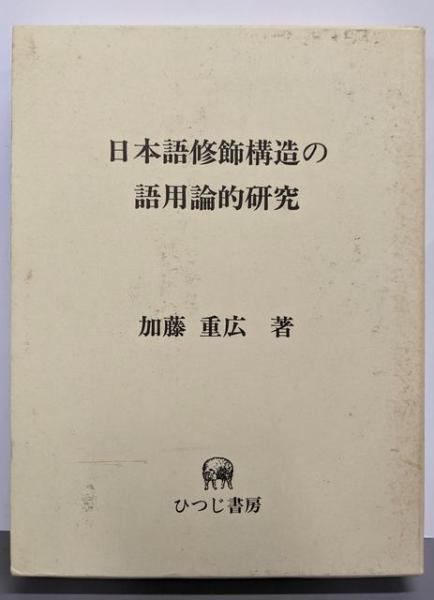 日本語修飾構造の
語用論的研究
加藤 重広 著
ひつじ書房